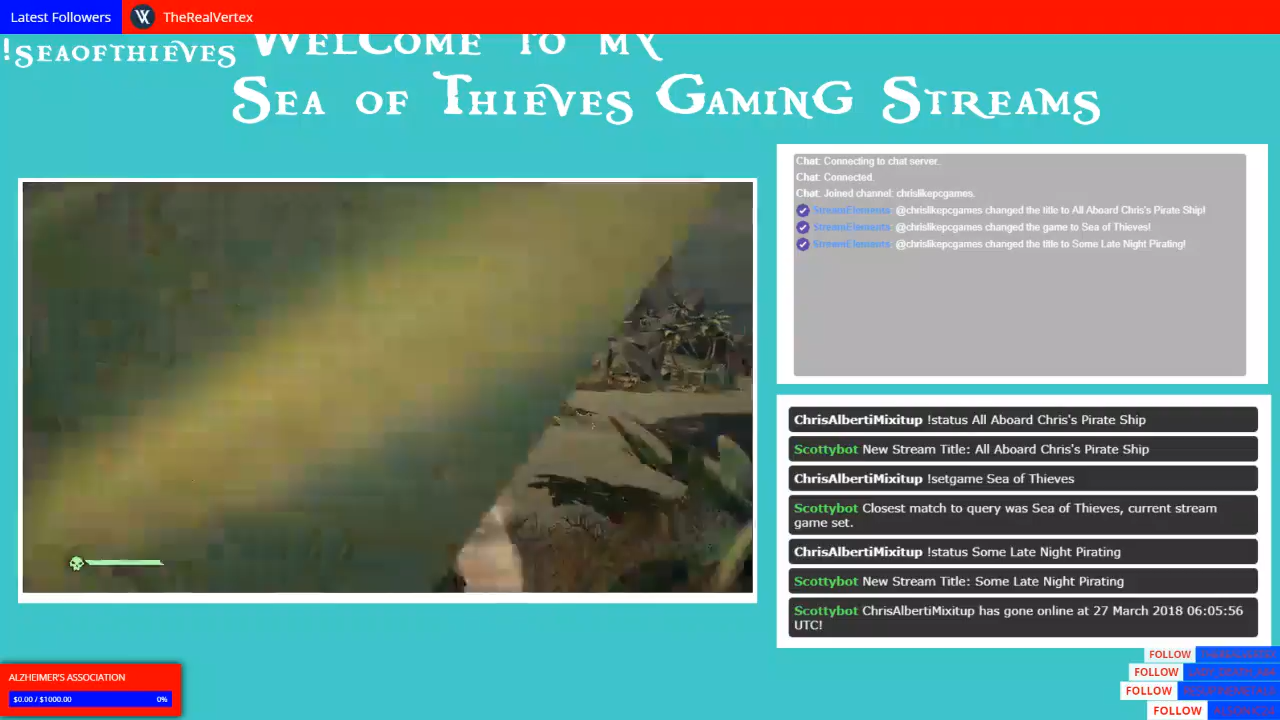 Latest Followers
TheRealVertex
!Seaofthieves
Welcome to my
Sea of Thieves Gaming Streams
Chat: Connecting to chat server..
Chat: Connected.
Chat: Joined channel: chrislikepcgames.
StreamElements: @chrislikepcgames changed the title to All Aboard Chris's Pirate Ship!
StreamElements: @chrislikepcgames changed the game to Sea of Thieves!
StreamElements: @chrislikepcgames changed the title to Some Late Night Pirating!
ChrisAlbertiMixitup !status All Aboard Chris's Pirate Ship
Scottybot New Stream Title: All Aboard Chris's Pirate Ship
ChrisAlbertiMixitup !setgame Sea of Thieves
Scottybot Closest match to query was Sea of Thieves, current stream
game set.
ChrisAlbertiMixitup !status Some Late Night Pirating
Scottybot New Stream Title: Some Late Night Pirating
Scottybot ChrisAlbertiMixitup has gone online at 27 March 2018 06:05:56
UTC!
ALZHEIMER'S ASSOCIATION
$0.00 / $1000.00 0%
FOLLOW THEREALVERTEX
FOLLOW
FOLLOW
FOLLOW